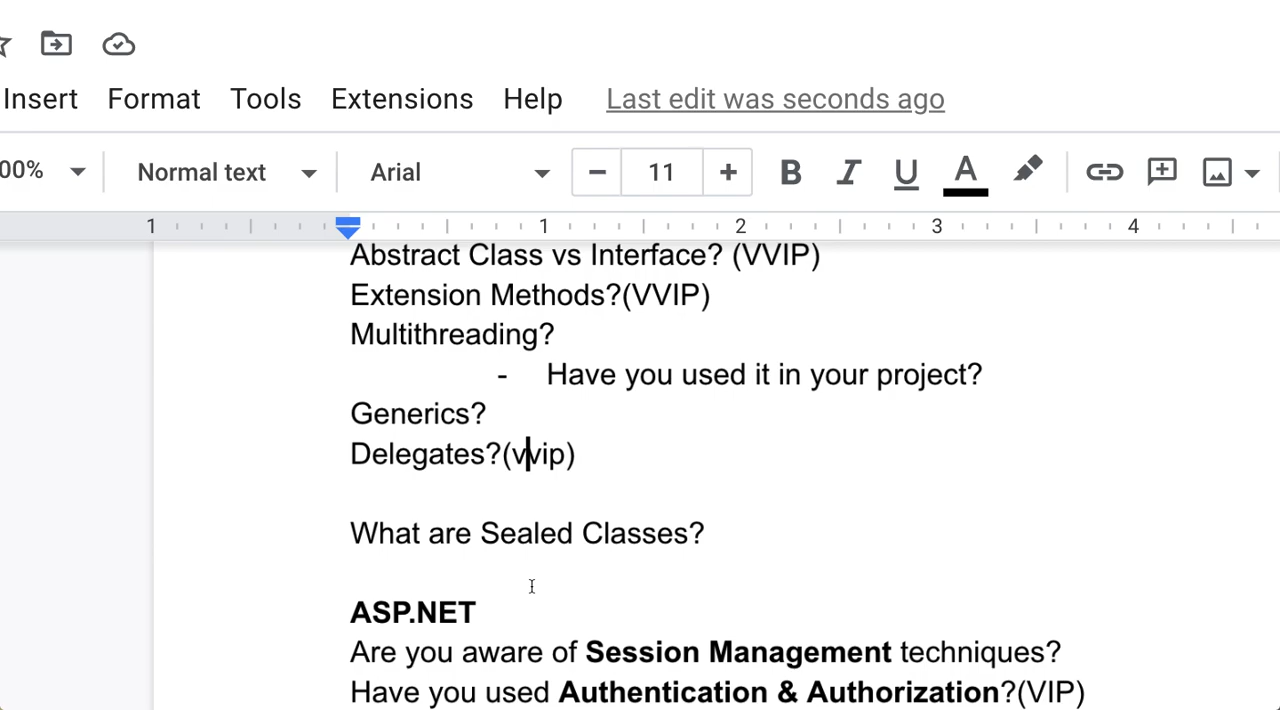 Insert Format Tools Extensions Help Last edit was seconds ago
00% Normal text Arial 11 B I U A
1 1 2 3 4
Abstract Class vs Interface? (VVIP)
Extension Methods?(VVIP)
Multithreading?
- Have you used it in your project?
Generics?
Delegates?(vvip)
What are Sealed Classes?
ASP.NET
Are you aware of Session Management techniques?
Have you used Authentication & Authorization?(VIP)